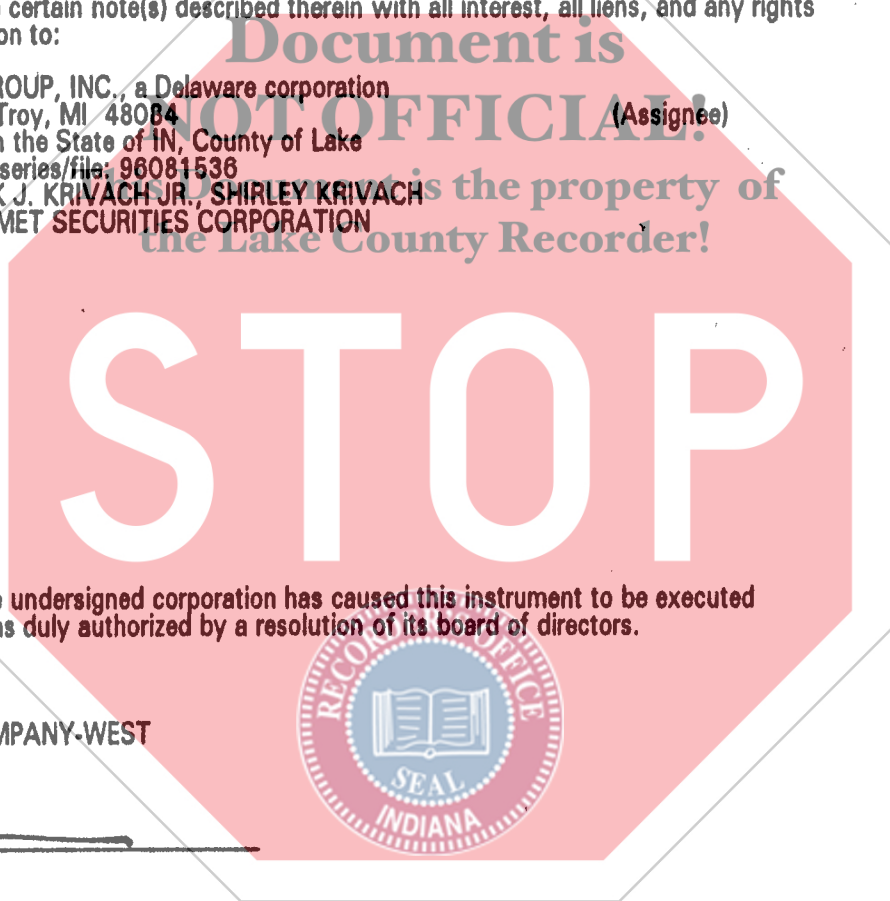 certain note(s) described therein with all interest, all liens, and any rights
on to:
Document is
OUP, INC., a Delaware corporation
Troy, MI 48084 (Assignee)
NOT OFFICIAL!
the State of IN, County of Lake
series/file: 96081536
This Document is the property of
J. KRIVACH JR., SHIRLEY KRIVACH
MET SECURITIES CORPORATION
the Lake County Recorder!
STOP
undersigned corporation has caused this instrument to be executed
as duly authorized by a resolution of its board of directors.
RECORDER'S OFFICE
MPANY-WEST
SEAL
INDIANA